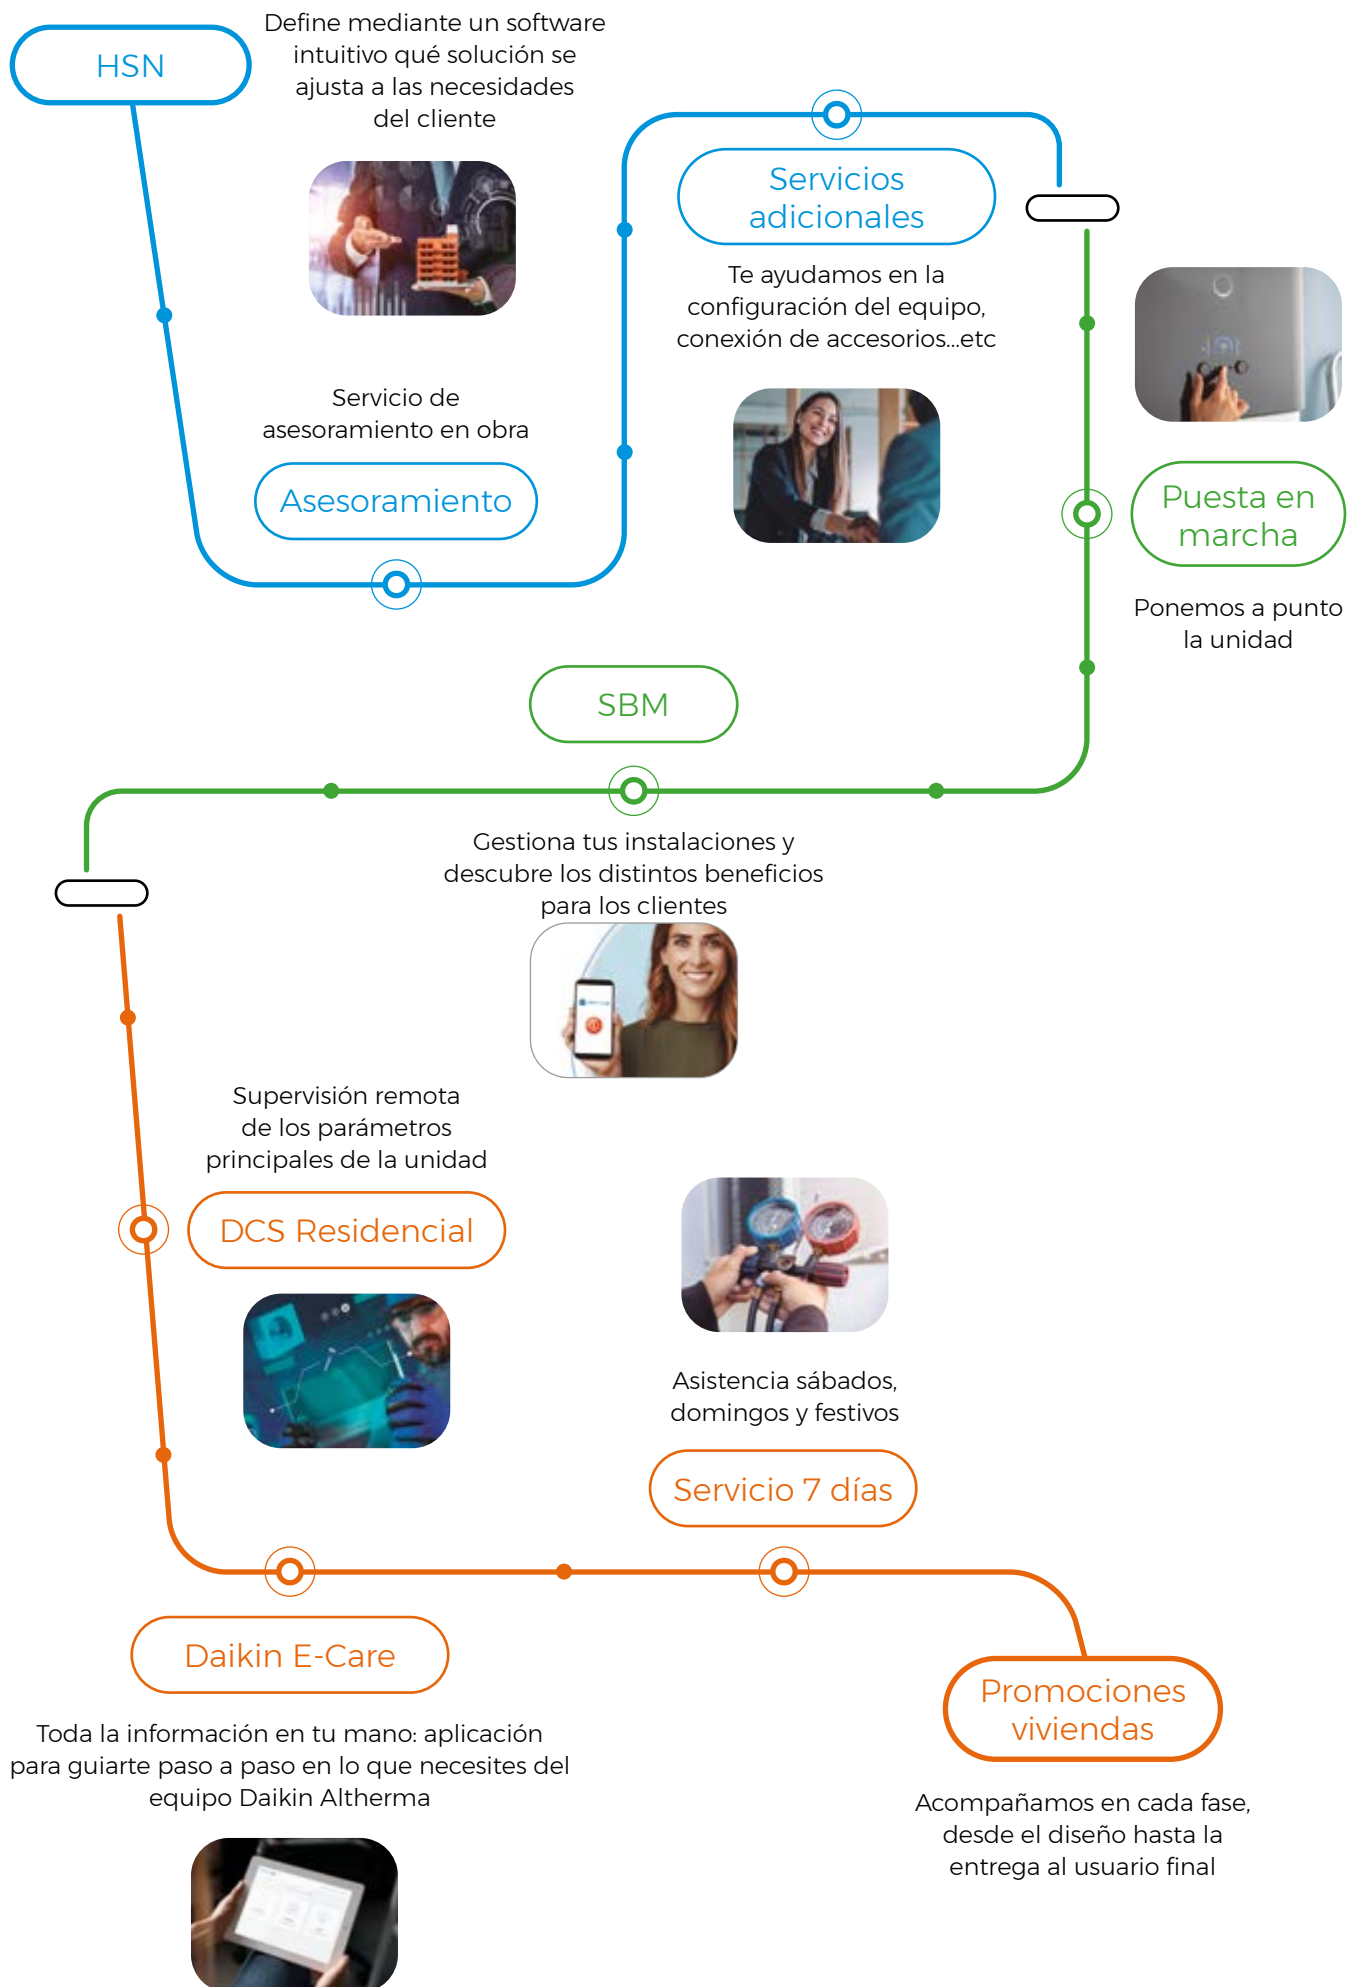 HSN
Define mediante un software
intuitivo qué solución se
ajusta a las necesidades
del cliente
Servicio de
asesoramiento en obra
Asesoramiento
Servicios
adicionales
Te ayudamos en la
configuración del equipo,
conexión de accesorios...etc
Puesta en
marcha
Ponemos a punto
la unidad
SBM
Gestiona tus instalaciones y
descubre los distintos beneficios
para los clientes
Supervisión remota
de los parámetros
principales de la unidad
DCS Residencial
Daikin E-Care
Toda la información en tu mano: aplicación
para guiarte paso a paso en lo que necesites del
equipo Daikin Altherma
Asistencia sábados,
domingos y festivos
Servicio 7 días
Promociones
viviendas
Acompañamos en cada fase,
desde el diseño hasta la
entrega al usuario final